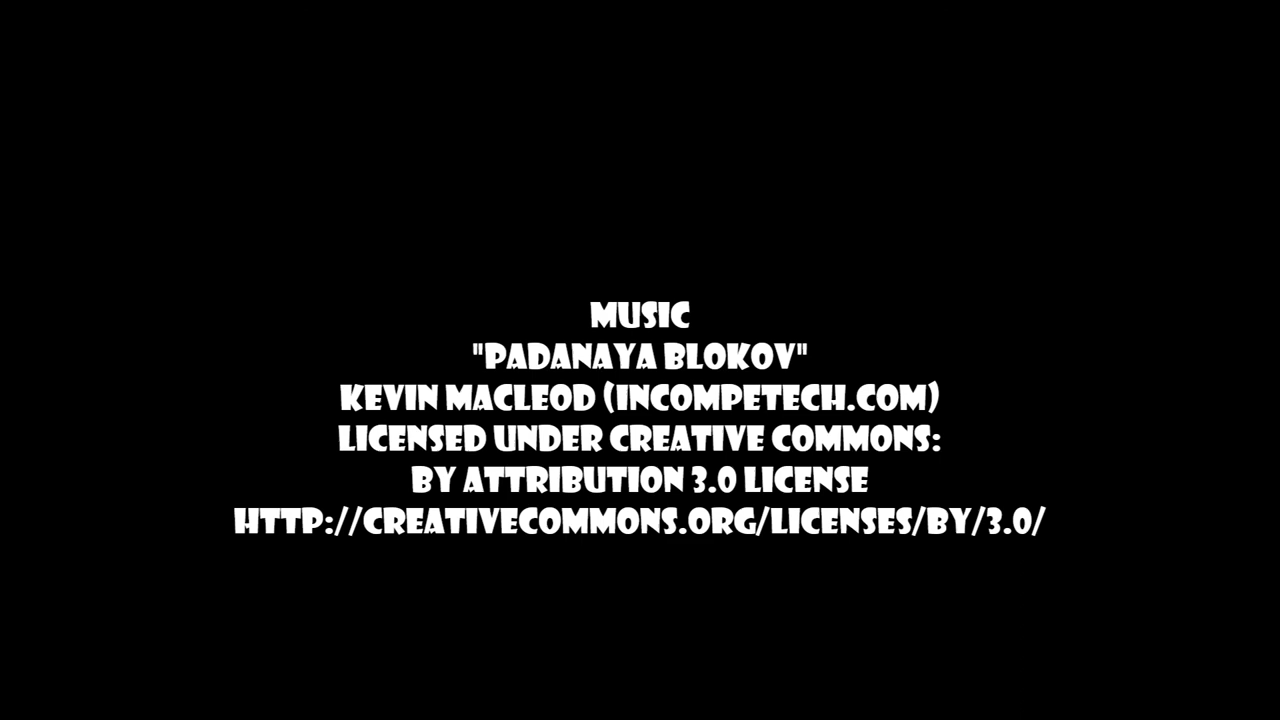 MUSIC
"PADANAYA BLOKOV"
KEVIN MACLEOD (INCOMPETECH.COM)
LICENSED UNDER CREATIVE COMMONS:
BY ATTRIBUTION 3.0 LICENSE
HTTP://CREATIVECOMMONS.ORG/LICENSES/BY/3.0/